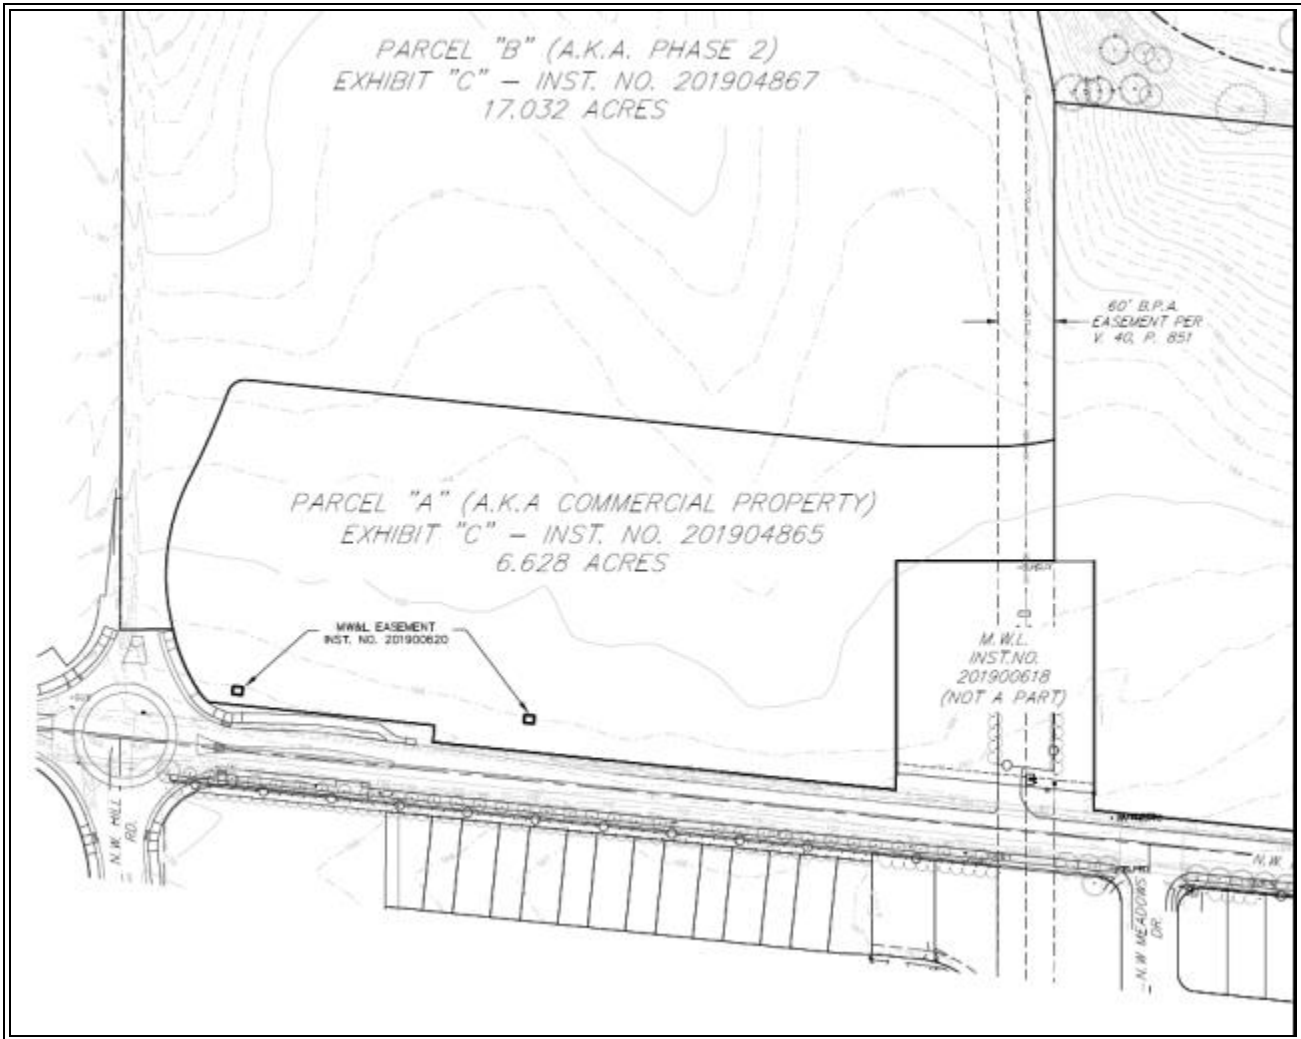 PARCEL "B" (A.K.A. PHASE 2)
EXHIBIT "C" – INST. NO. 201904867
17.032 ACRES
60' B.P.A.
EASEMENT PER
V. 40, P. 851
PARCEL "A" (A.K.A COMMERCIAL PROPERTY)
EXHIBIT "C" – INST. NO. 201904865
6.628 ACRES
MW&L EASEMENT
INST. NO. 201900620
M.W.L.
INST.NO.
201900618
(NOT A PART)
N.W. HILL
RD.
N.W.
N.W MEADOWS
DR.